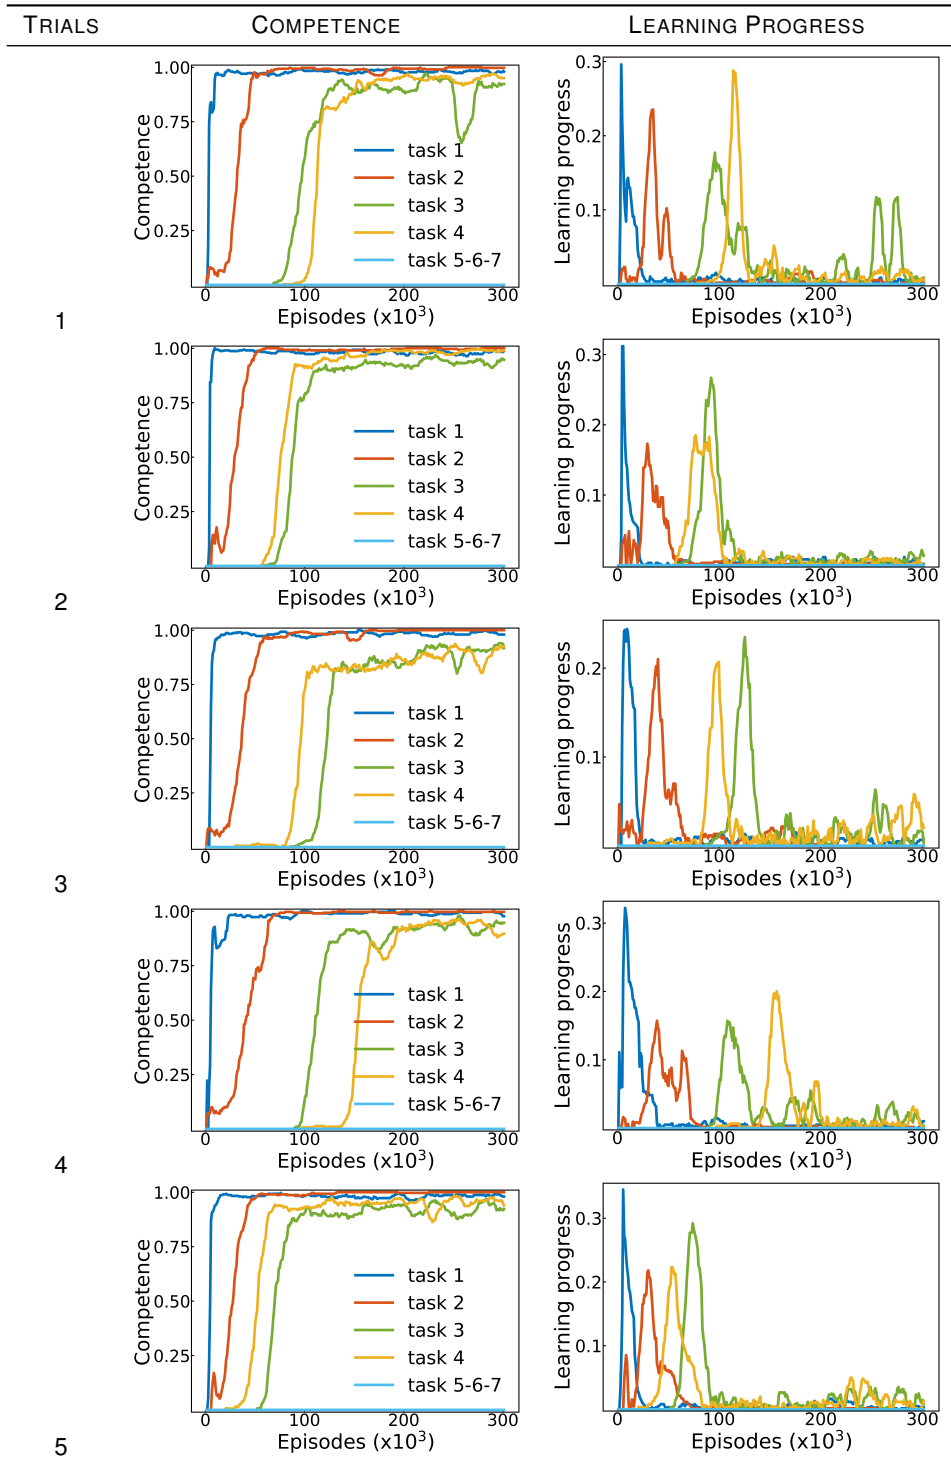 TRIALS COMPETENCE LEARNING PROGRESS
1.00
0.75
0.50
0.25
Competence
task 1
task 2
task 3
task 4
task 5-6-7
0 200 400 300
Episodes (x10³)
0.3
0.2
0.1
Learning progress
0 100 200 300
Episodes (x10³)
1
1.00
0.75
0.50
0.25
Competence
task 1
task 2
task 3
task 4
task 5-6-7
0 200 400 300
Episodes (x10³)
0.3
0.2
0.1
Learning progress
0 100 200 300
Episodes (x10³)
2
1.00
0.75
0.50
0.25
Competence
task 1
task 2
task 3
task 4
task 5-6-7
0 200 400 300
Episodes (x10³)
0.2
0.1
Learning progress
0 100 200 300
Episodes (x10³)
3
1.00
0.75
0.50
0.25
Competence
task 1
task 2
task 3
task 4
task 5-6-7
0 200 400 300
Episodes (x10³)
0.3
0.2
0.1
Learning progress
0 100 200 300
Episodes (x10³)
4
1.00
0.75
0.50
0.25
Competence
task 1
task 2
task 3
task 4
task 5-6-7
0 200 400 300
Episodes (x10³)
0.3
0.2
0.1
Learning progress
0 100 200 300
Episodes (x10³)
5